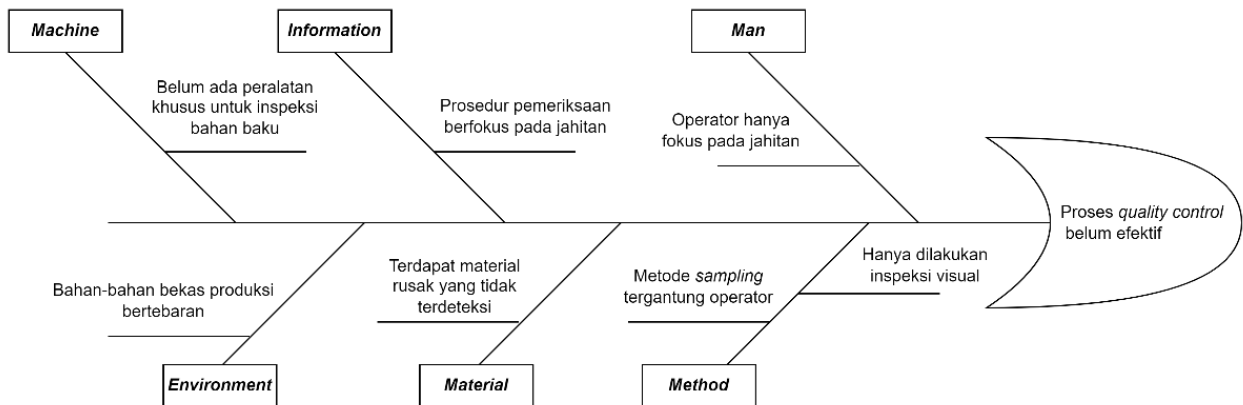 Machine
Information
Man
Belum ada peralatan
khusus untuk inspeksi
bahan baku
Prosedur pemeriksaan
berfokus pada jahitan
Operator hanya
fokus pada jahitan
Proses quality control
belum efektif
Bahan-bahan bekas produksi
bertebaran
Terdapat material
rusak yang tidak
terdeteksi
Metode sampling
tergantung operator
Hanya dilakukan
inspeksi visual
Environment
Material
Method